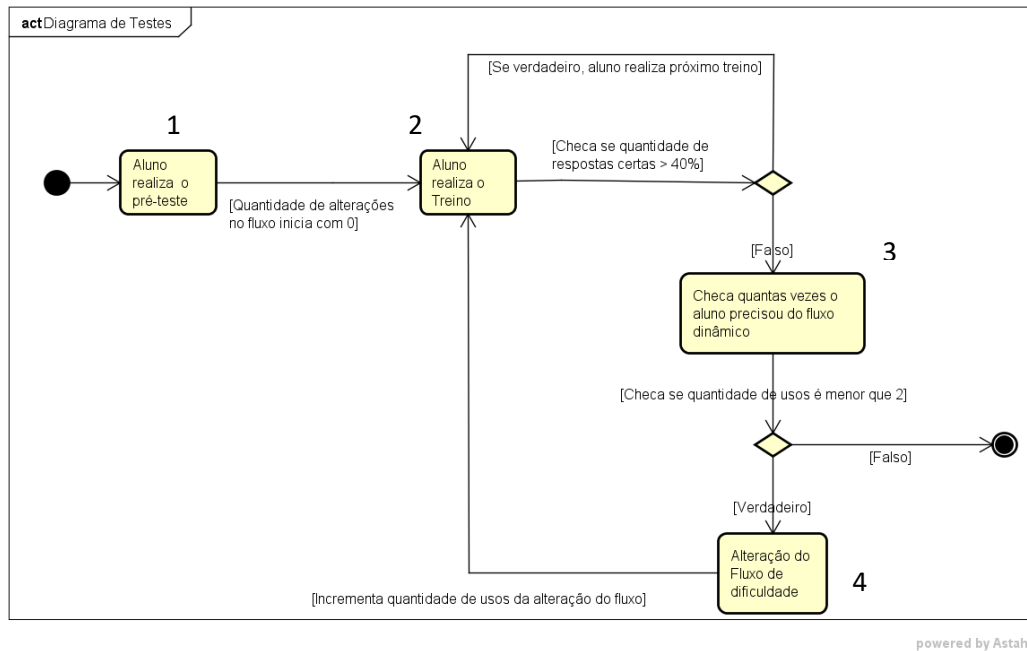 act Diagrama de Testes
[Se verdadeiro, aluno realiza próximo treino]
1
2
Aluno
realiza o
pré-teste
[Quantidade de alterações
no fluxo inicia com 0]
Aluno
realiza o
Treino
[Checa se quantidade de
respostas certas > 40%]
[Falso]
3
Checa quantas vezes o
aluno precisou do fluxo
dinâmico
[Checa se quantidade de usos é menor que 2]
[Falso]
[Verdadeiro]
Alteração do
Fluxo de
dificuldade
4
[Incrementa quantidade de usos da alteração do fluxo]
powered by Astah